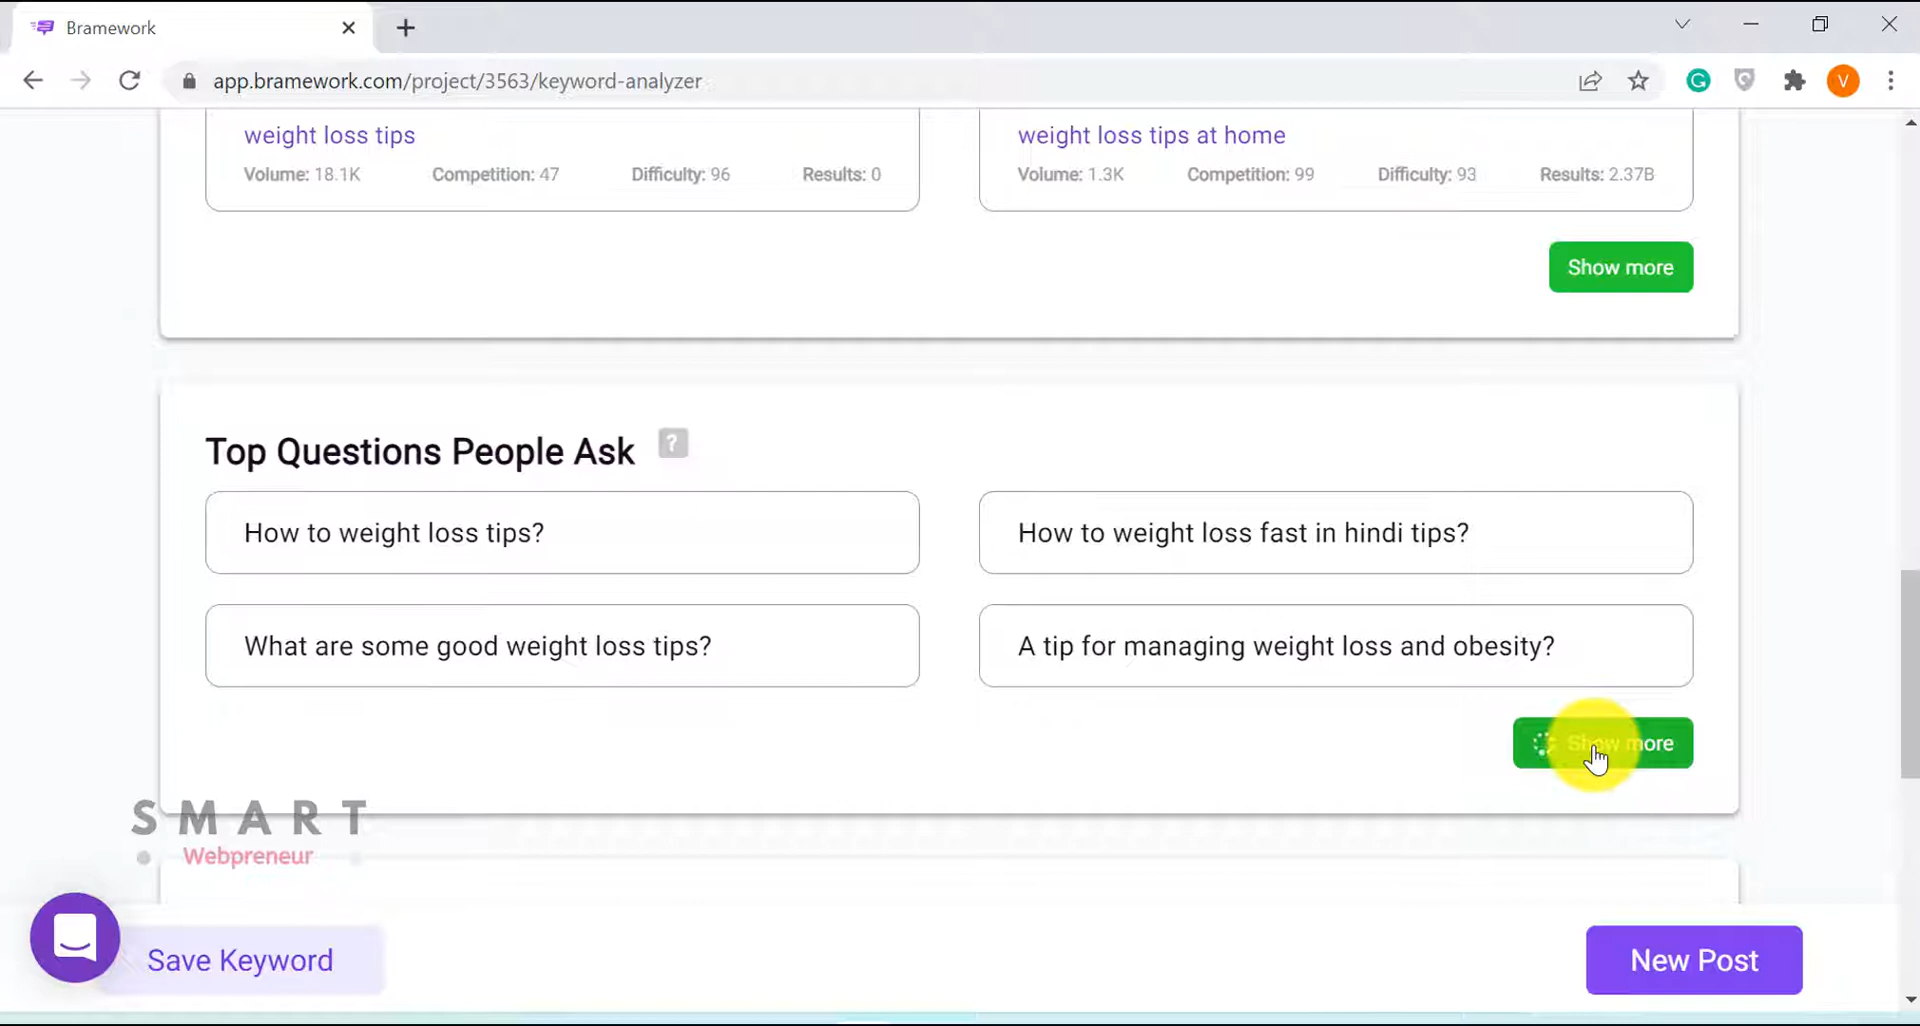 Bramework
app.bramework.com/project/3563/keyword-analyzer
V
weight loss tips
Volume: 18.1K Competition: 47 Difficulty: 96 Results: 0
weight loss tips at home
Volume: 1.3K Competition: 99 Difficulty: 93 Results: 2.37B
Show more
Top Questions People Ask ?
How to weight loss tips?
How to weight loss fast in hindi tips?
What are some good weight loss tips?
A tip for managing weight loss and obesity?
Show more
SMART
Webpreneur
Save Keyword
New Post